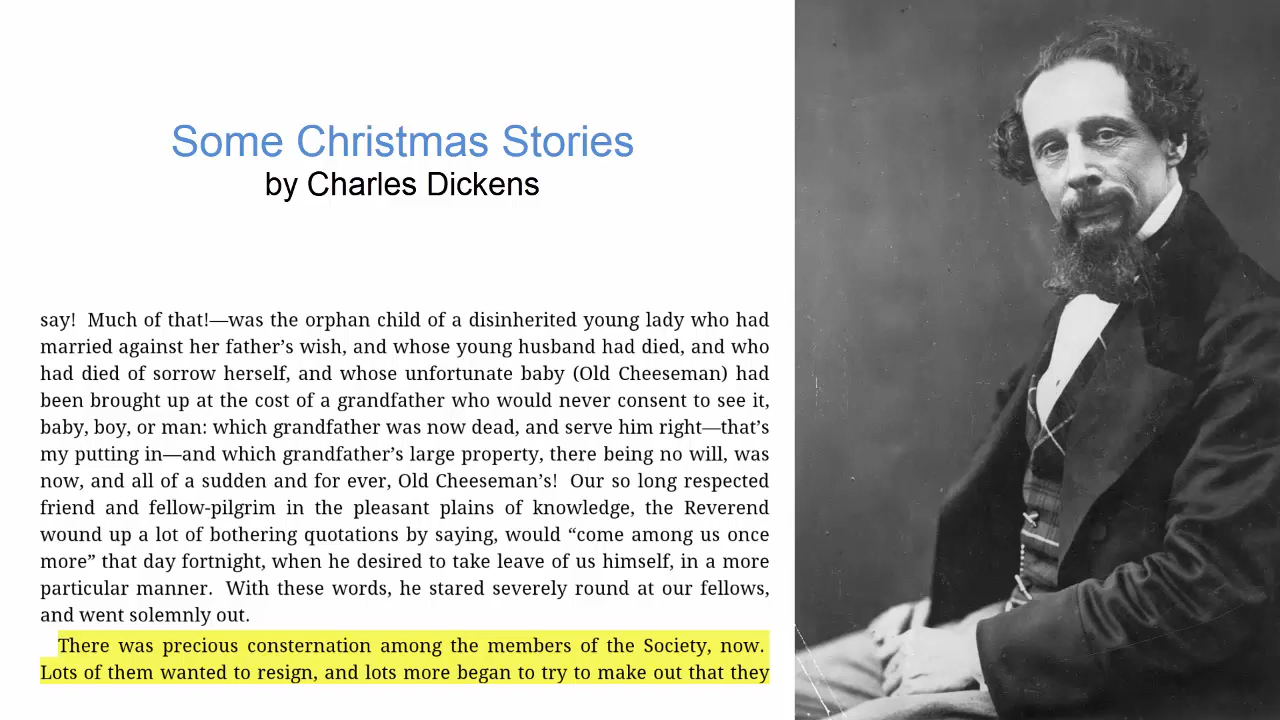 Some Christmas Stories
by Charles Dickens
say!  Much of that!—was the orphan child of a disinherited young lady who had
married against her father’s wish, and whose young husband had died, and who
had died of sorrow herself, and whose unfortunate baby (Old Cheeseman) had
been brought up at the cost of a grandfather who would never consent to see it,
baby, boy, or man: which grandfather was now dead, and serve him right—that’s
my putting in—and which grandfather’s large property, there being no will, was
now, and all of a sudden and for ever, Old Cheeseman’s!  Our so long respected
friend and fellow-pilgrim in the pleasant plains of knowledge, the Reverend
wound up a lot of bothering quotations by saying, would “come among us once
more” that day fortnight, when he desired to take leave of us himself, in a more
particular manner.  With these words, he stared severely round at our fellows,
and went solemnly out.
There was precious consternation among the members of the Society, now.
Lots of them wanted to resign, and lots more began to try to make out that they